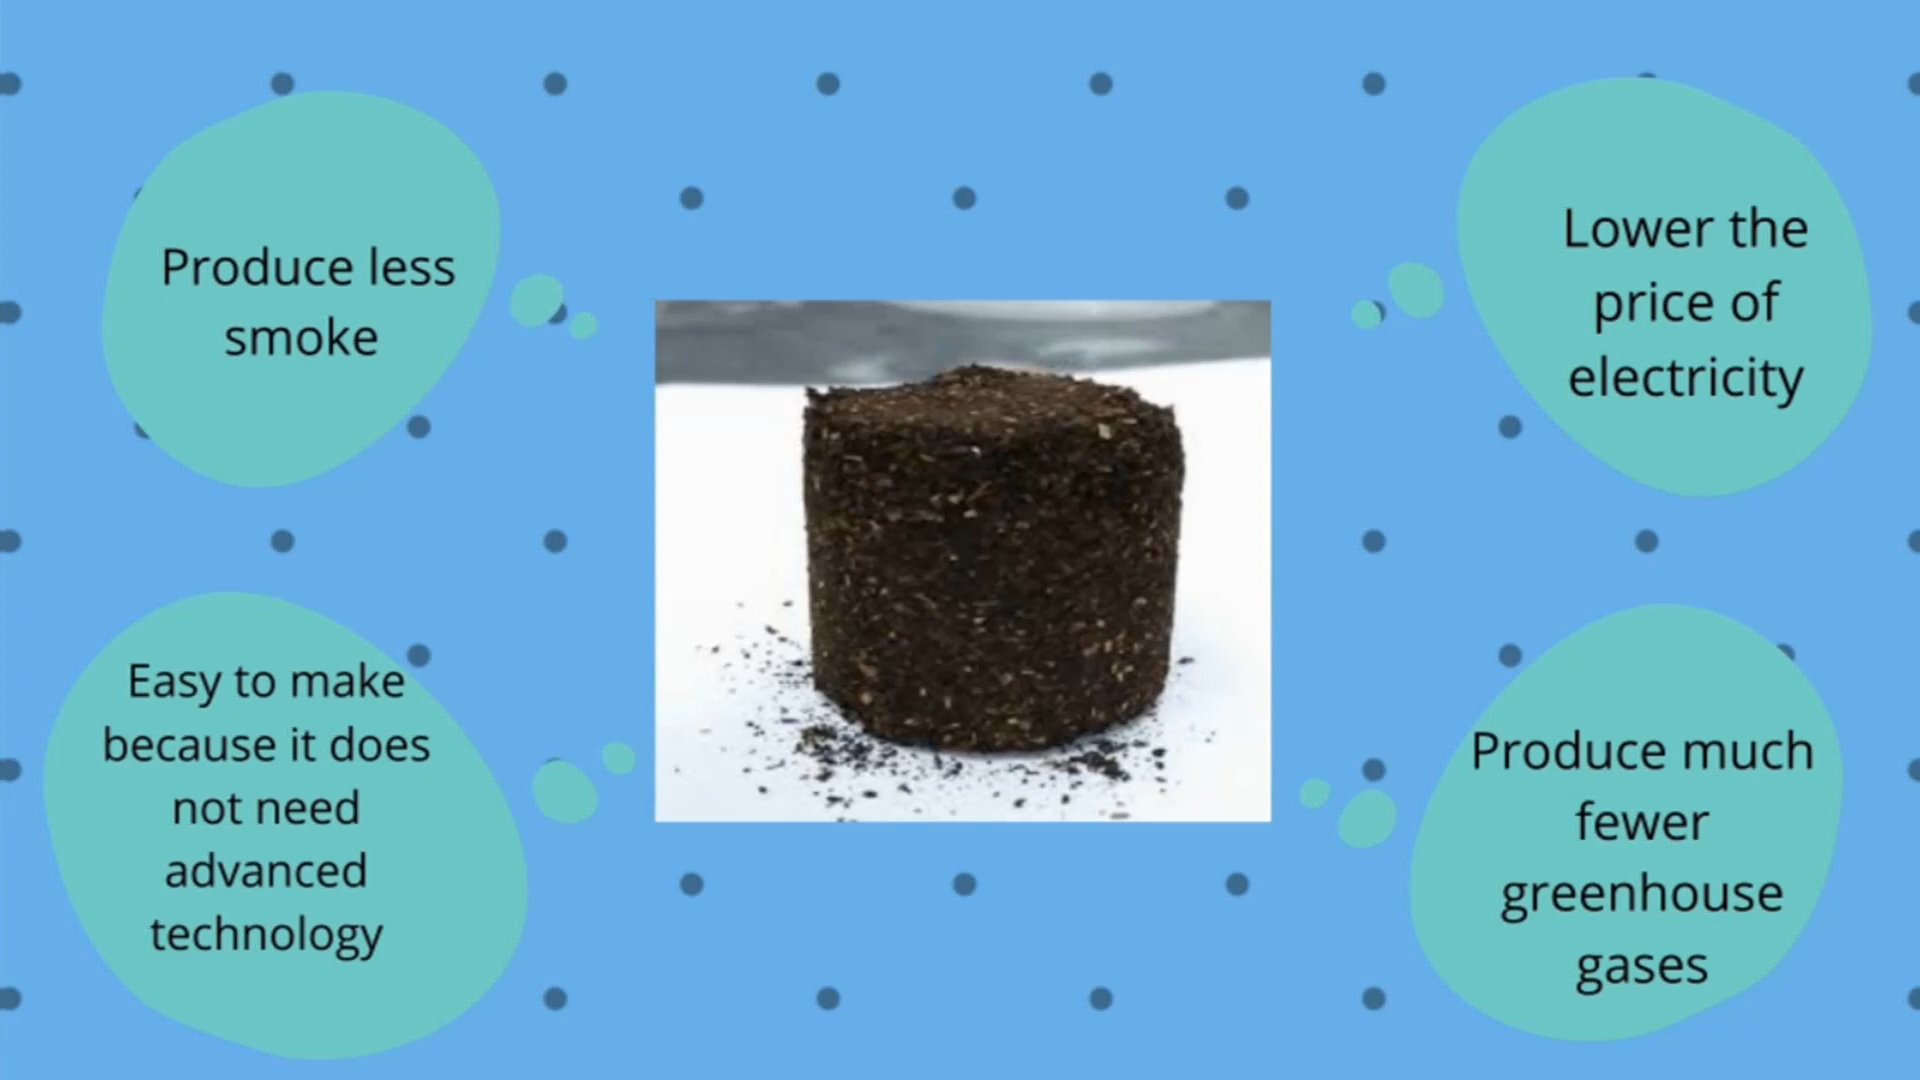 Produce less
smoke
Lower the
price of
electricity
Easy to make
because it does
not need
advanced
technology
Produce much
fewer
greenhouse
gases